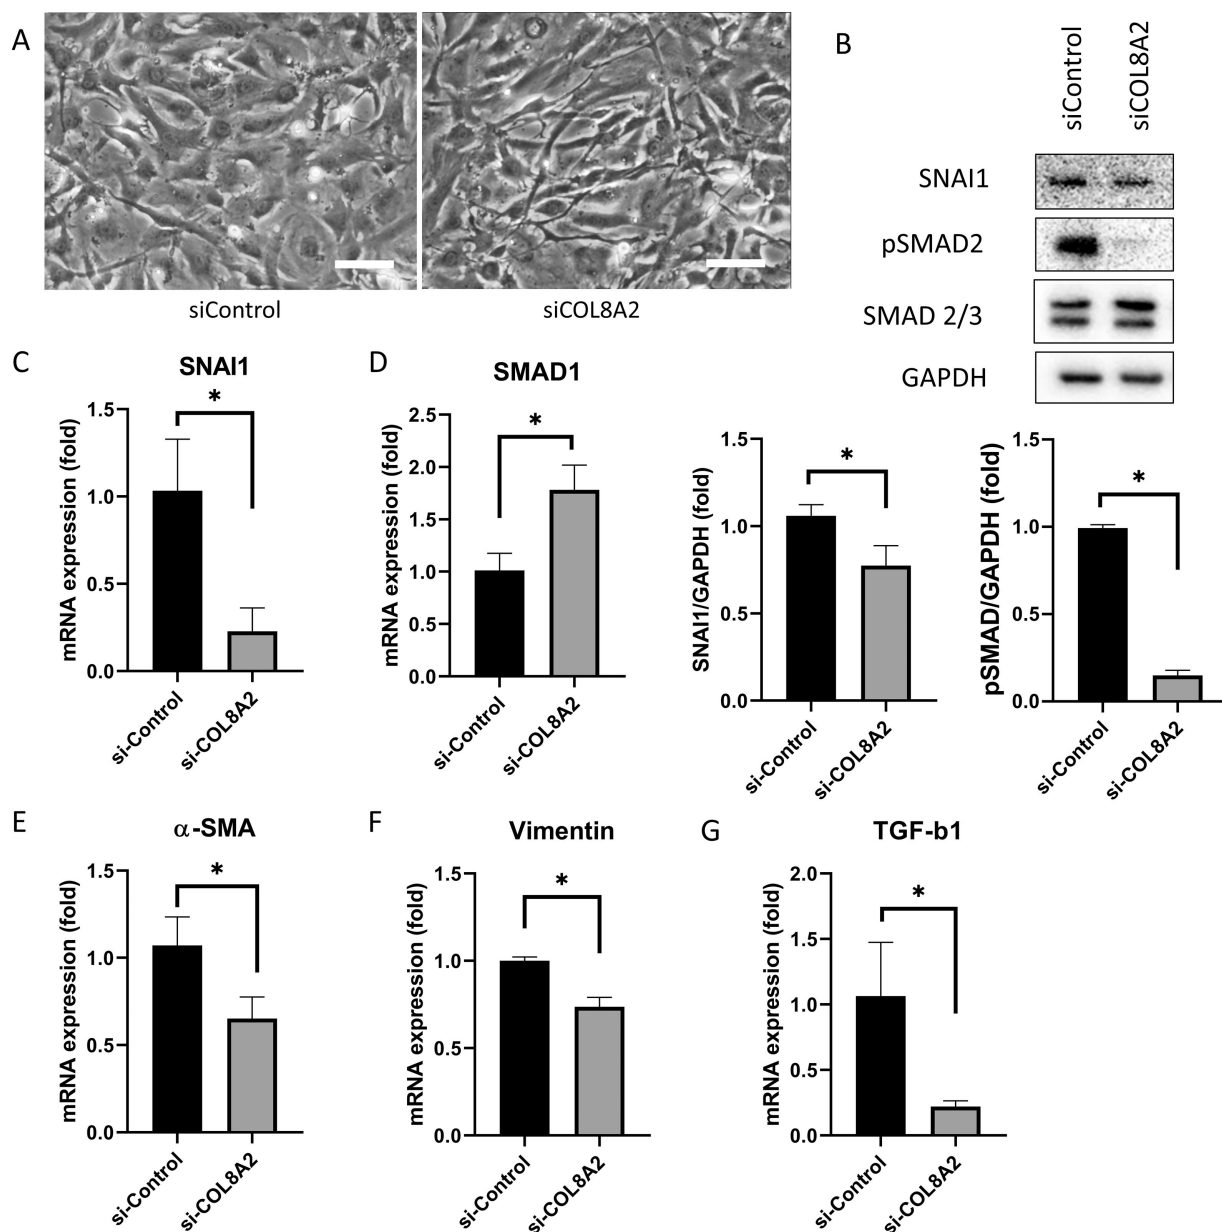 A
siControl
siCOL8A2
B
siControl
siCOL8A2
SNAI1
pSMAD2
SMAD 2/3
GAPDH
SNAI1/GAPDH (fold)
1.5
1.0
0.5
0.0
*
si-Control
si-COL8A2
pSMAD/GAPDH (fold)
1.5
1.0
0.5
0.0
*
si-Control
si-COL8A2
C
SNAI1
mRNA expression (fold)
1.5
1.0
0.5
0.0
*
si-Control
si-COL8A2
D
SMAD1
mRNA expression (fold)
2.5
2.0
1.5
1.0
0.5
0.0
*
si-Control
si-COL8A2
E
α-SMA
mRNA expression (fold)
1.5
1.0
0.5
0.0
*
si-Control
si-COL8A2
F
Vimentin
mRNA expression (fold)
1.5
1.0
0.5
0.0
*
si-Control
si-COL8A2
G
TGF-b1
mRNA expression (fold)
2.0
1.5
1.0
0.5
0.0
*
si-Control
si-COL8A2